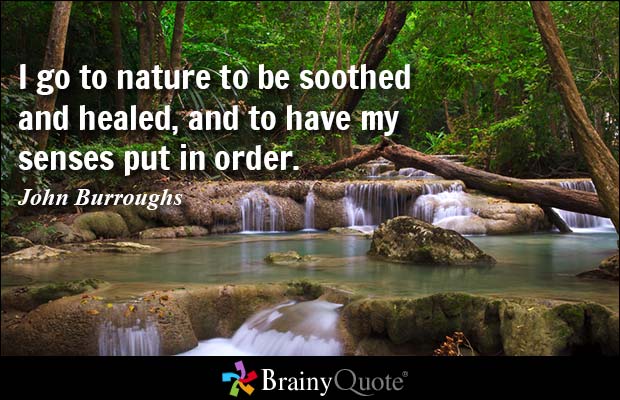 I go to nature to be soothed
and healed, and to have my
senses put in order.
John Burroughs
BrainyQuote®